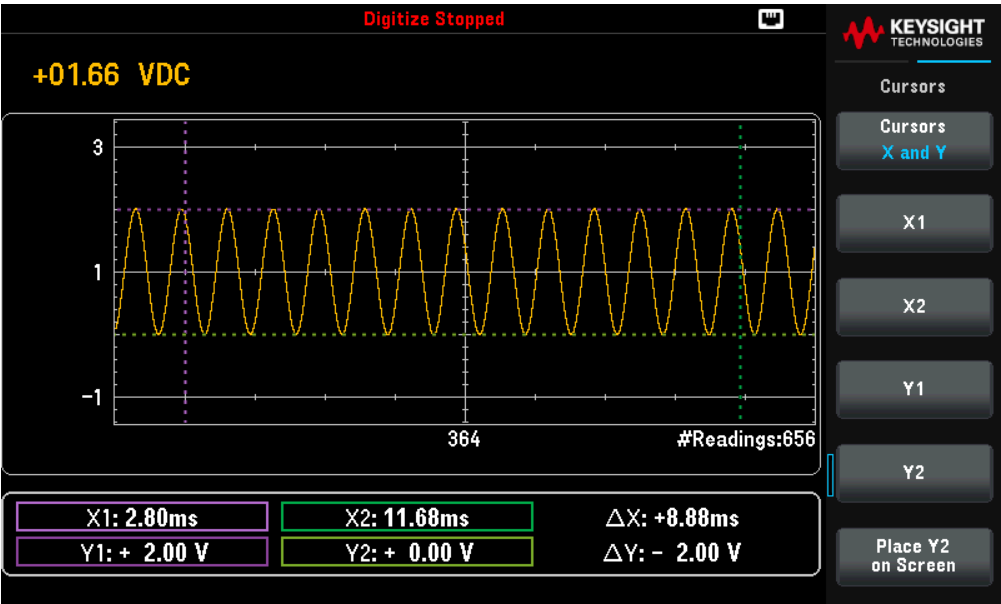 Digitize Stopped
KEYSIGHT
TECHNOLOGIES
+01.66 VDC
Cursors
Cursors
X and Y
3
1
-1
364
#Readings:656
X1
X2
Y1
Y2
X1: 2.80ms
X2: 11.68ms
△X: +8.88ms
Y1: + 2.00 V
Y2: + 0.00 V
△Y: - 2.00 V
Place Y2
on Screen